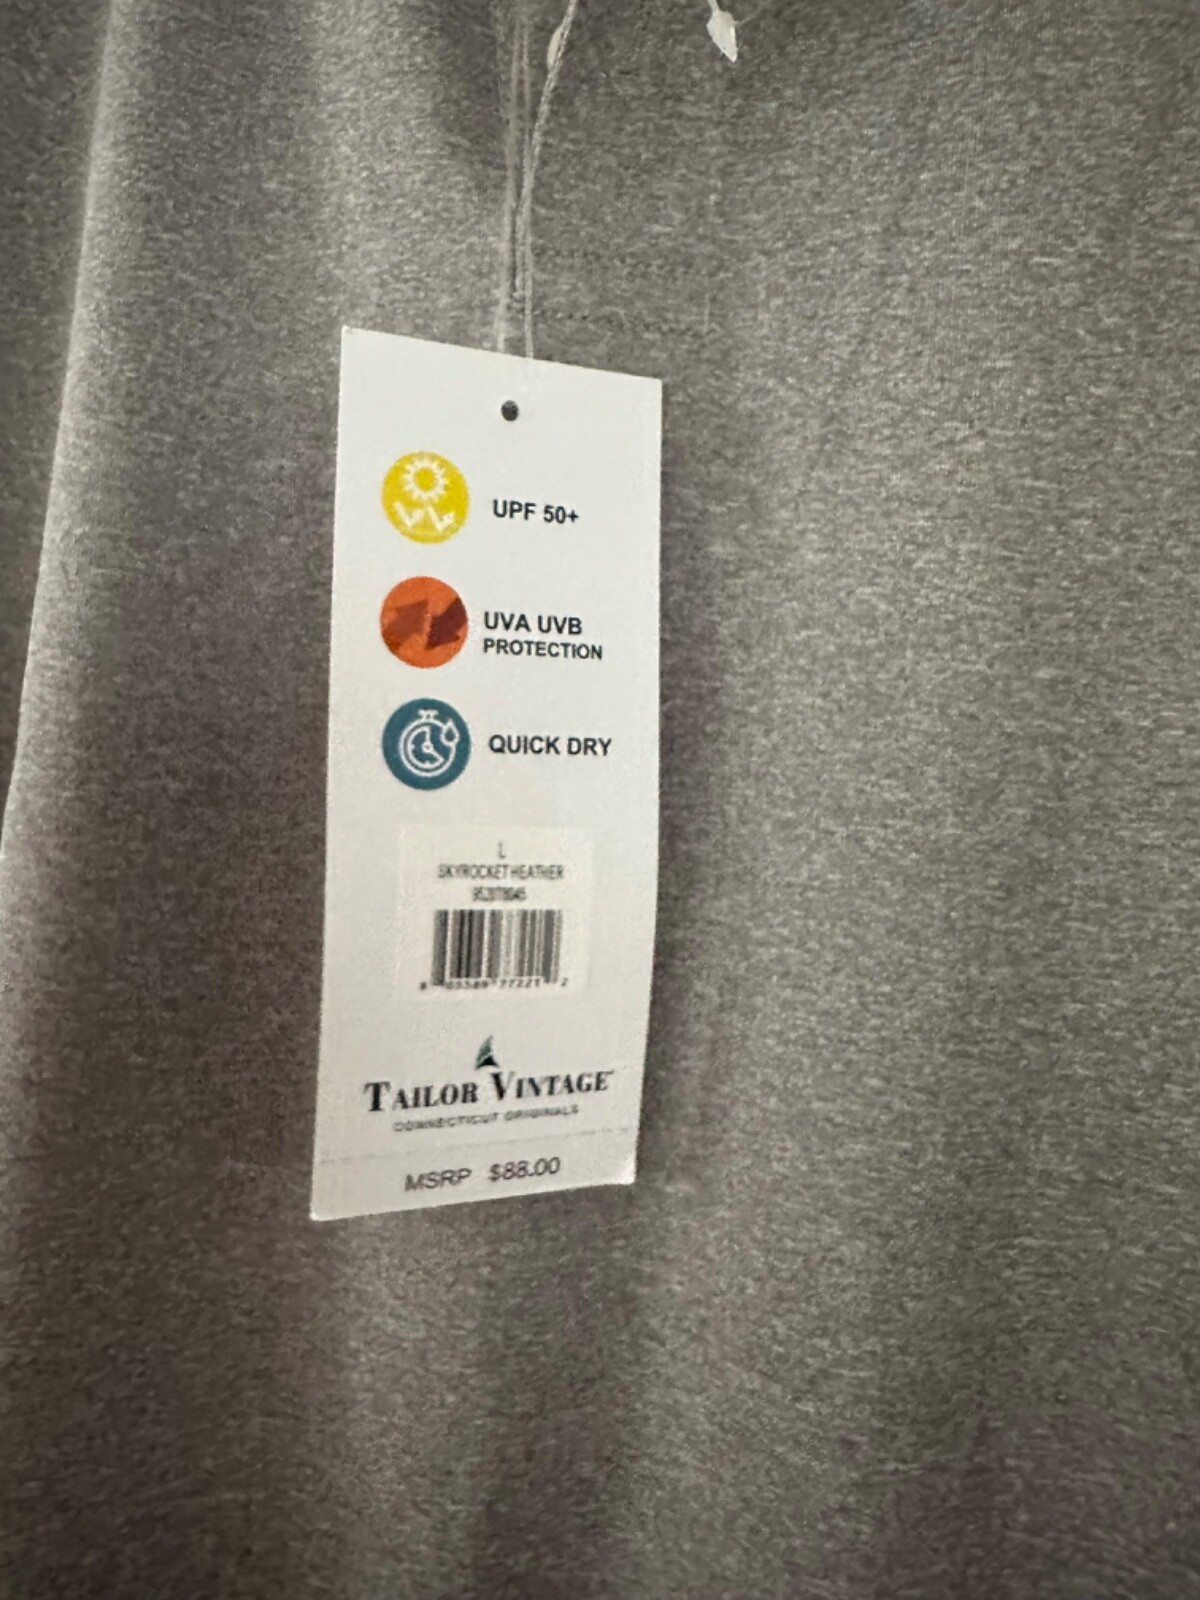 UPF 50+
UVA UVB
PROTECTION
QUICK DRY
L
SKYROCKET HEATHER
TAILOR VINTAGE
CONNECTICUT ORIGINALS
MSRP $88.00